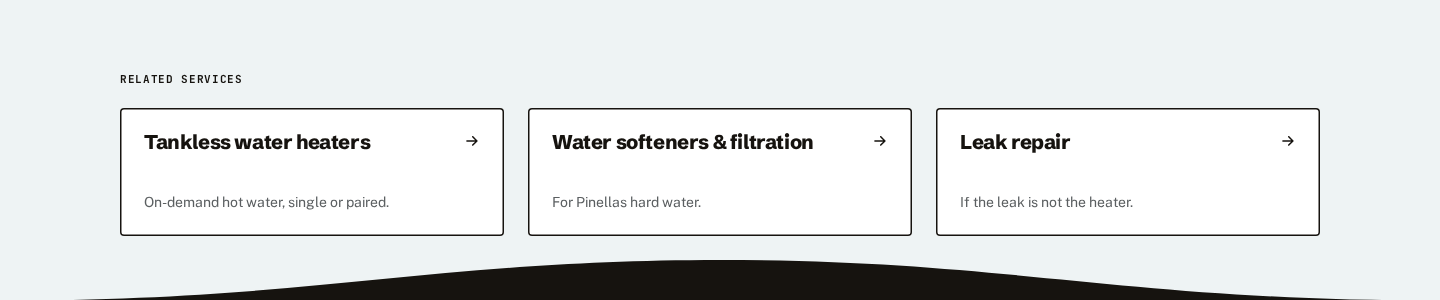 RELATED SERVICES
Tankless water heaters →
Water softeners & filtration →
Leak repair →
On-demand hot water, single or paired.
For Pinellas hard water.
If the leak is not the heater.